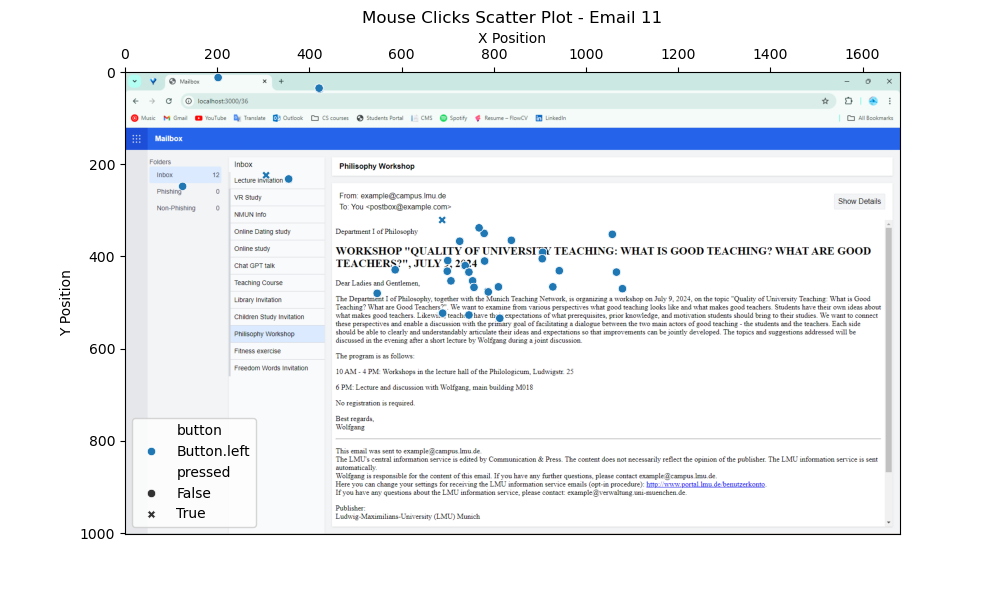 Mouse Clicks Scatter Plot - Email 11
X Position
0 200 400 600 800 1000 1200 1400 1600
Y Position
0
200
400
600
800
1000
Mailbox
localhost:3000/36
Music Gmail YouTube Translate Outlook CS courses Students Portal CMS Spotify Resume – FlowCV LinkedIn All Bookmarks
Mailbox
Folders
Inbox 12
Phishing 0
Non-Phishing 0
Inbox
Lecture Invitation
VR Study
NMUN Info
Online Dating study
Online study
Chat GPT talk
Teaching Course
Library Invitation
Children Study Invitation
Philisophy Workshop
Fitness exercise
Freedom Words Invitation
Philisophy Workshop
From: example@campus.lmu.de
To: You <postbox@example.com>
Show Details
Department I of Philosophy
WORKSHOP "QUALITY OF UNIVERSITY TEACHING: WHAT IS GOOD TEACHING? WHAT ARE GOOD
TEACHERS?", JULY 9, 2024
Dear Ladies and Gentlemen,
The Department I of Philosophy, together with the Munich Teaching Network, is organizing a workshop on July 9, 2024, on the topic "Quality of University Teaching: What is Good
Teaching? What are Good Teachers?". We want to examine from various perspectives what good teaching looks like and what makes good teachers. Students have their own ideas about
what makes good teachers. Likewise, teachers have the expectations of what prerequisites, prior knowledge, and motivation students should bring to their studies. We want to connect
these perspectives and enable a discussion with the primary goal of facilitating a dialogue between the two main actors of good teaching - the students and the teachers. Each side
should be able to clearly and understandably articulate their ideas and expectations so that improvements can be jointly developed. The topics and suggestions addressed will be
discussed in the evening after a short lecture by Wolfgang during a joint discussion.
The program is as follows:
10 AM - 4 PM: Workshops in the lecture hall of the Philologicum, Ludwigstr. 25
6 PM: Lecture and discussion with Wolfgang, main building M018
No registration is required.
Best regards,
Wolfgang
This email was sent to example@campus.lmu.de.
The LMU's central information service is edited by Communication & Press. The content does not necessarily reflect the opinion of the publisher. The LMU information service is sent
automatically.
Wolfgang is responsible for the content of this email. If you have any further questions, please contact example@campus.lmu.de.
Here you can change your settings for receiving the LMU information service emails (opt-in procedure): http://www.portal.lmu.de/benutzerkonto.
If you have any questions about the LMU information service, please contact: example@verwaltung.uni-muenchen.de.
Publisher:
Ludwig-Maximilians-University (LMU) Munich
button
Button.left
pressed
False
True